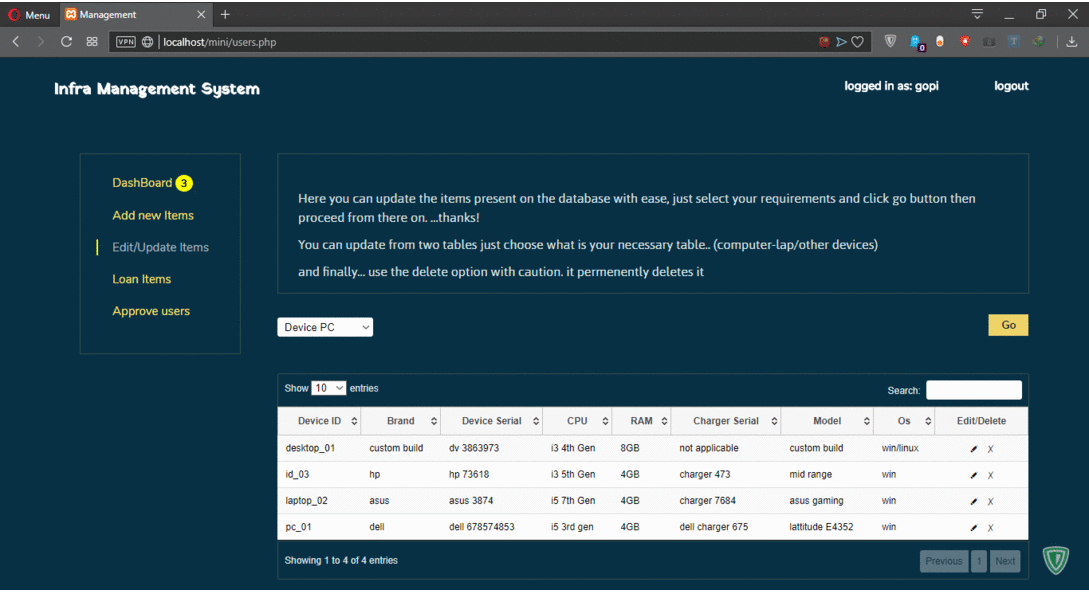 Menu
Management
VPN
localhost/mini/users.php
0
T
Infra Management System
logged in as: gopi
logout
DashBoard 3
Add new Items
Edit/Update Items
Loan Items
Approve users
Here you can update the items present on the database with ease, just select your requirements and click go button then
proceed from there on. ...thanks!
You can update from two tables just choose what is your necessary table.. (computer-lap/other devices)
and finally... use the delete option with caution. it permenently deletes it
Device PC
Go
Show 10 entries
Search:
Device ID Brand Device Serial CPU RAM Charger Serial Model Os Edit/Delete
desktop_01 custom build dv 3863973 i3 4th Gen 8GB not applicable custom build win/linux X
id_03 hp hp 73618 i3 5th Gen 4GB charger 473 mid range win X
laptop_02 asus asus 3874 i5 7th Gen 4GB charger 7684 asus gaming win X
pc_01 dell dell 678574853 i5 3rd gen 4GB dell charger 675 lattitude E4352 win X
Showing 1 to 4 of 4 entries
Previous 1 Next